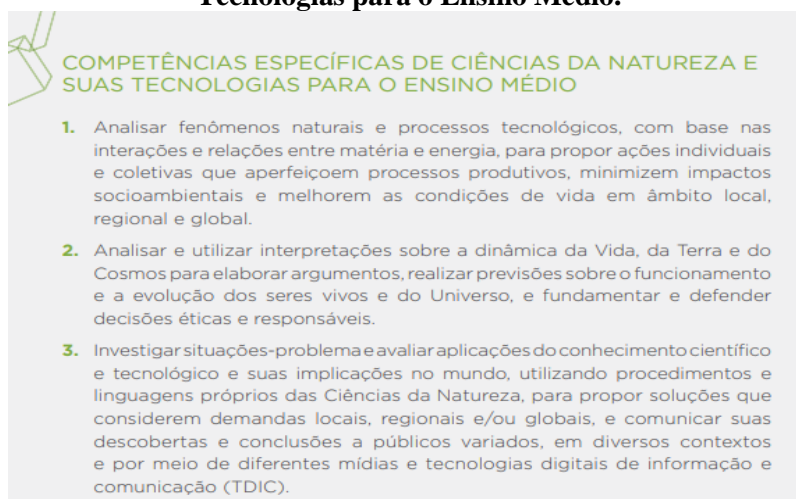 Tecnologias para o Ensino Médio.
COMPETÊNCIAS ESPECÍFICAS DE CIÊNCIAS DA NATUREZA E
SUAS TECNOLOGIAS PARA O ENSINO MÉDIO
1. Analisar fenômenos naturais e processos tecnológicos, com base nas
interações e relações entre matéria e energia, para propor ações individuais
e coletivas que aperfeiçoem processos produtivos, minimizem impactos
socioambientais e melhorem as condições de vida em âmbito local,
regional e global.
2. Analisar e utilizar interpretações sobre a dinâmica da Vida, da Terra e do
Cosmos para elaborar argumentos, realizar previsões sobre o funcionamento
e a evolução dos seres vivos e do Universo, e fundamentar e defender
decisões éticas e responsáveis.
3. Investigar situações-problema e avaliar aplicações do conhecimento científico
e tecnológico e suas implicações no mundo, utilizando procedimentos e
linguagens próprios das Ciências da Natureza, para propor soluções que
considerem demandas locais, regionais e/ou globais, e comunicar suas
descobertas e conclusões a públicos variados, em diversos contextos
e por meio de diferentes mídias e tecnologias digitais de informação e
comunicação (TDIC).